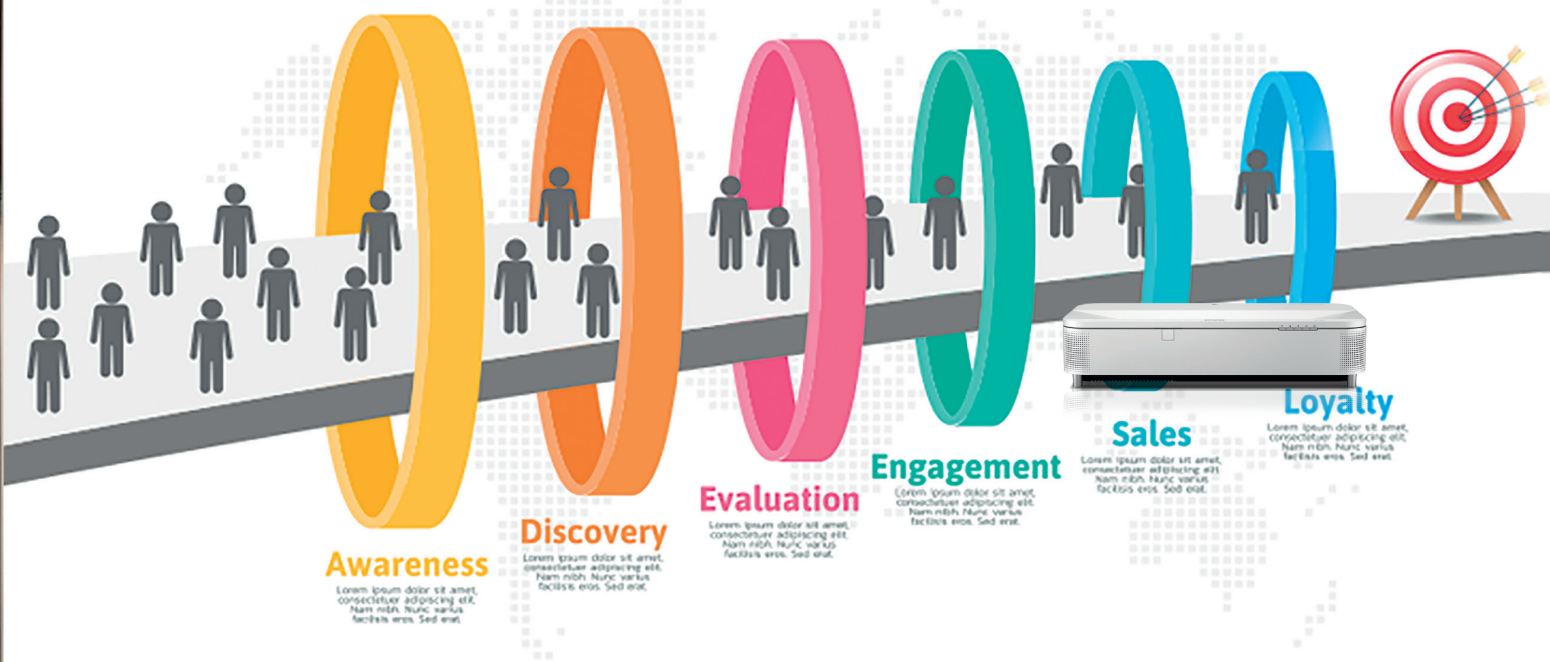 Awareness
Lorem ipsum dolor sit amet,
consectetuer adipiscing elit.
Nam nibh. Nunc varius
facilisis eros. Sed erat.
Discovery
Lorem ipsum dolor sit amet,
consectetuer adipiscing elit.
Nam nibh. Nunc varius
facilisis eros. Sed erat.
Evaluation
Lorem ipsum dolor sit amet,
consectetuer adipiscing elit.
Nam nibh. Nunc varius
facilisis eros. Sed erat.
Engagement
Lorem ipsum dolor sit amet,
consectetuer adipiscing elit.
Nam nibh. Nunc varius
facilisis eros. Sed erat.
Sales
Lorem ipsum dolor sit amet,
consectetuer adipiscing elit.
Nam nibh. Nunc varius
facilisis eros. Sed erat.
Loyalty
Lorem ipsum dolor sit amet,
consectetuer adipiscing elit.
Nam nibh. Nunc varius
facilisis eros. Sed erat.